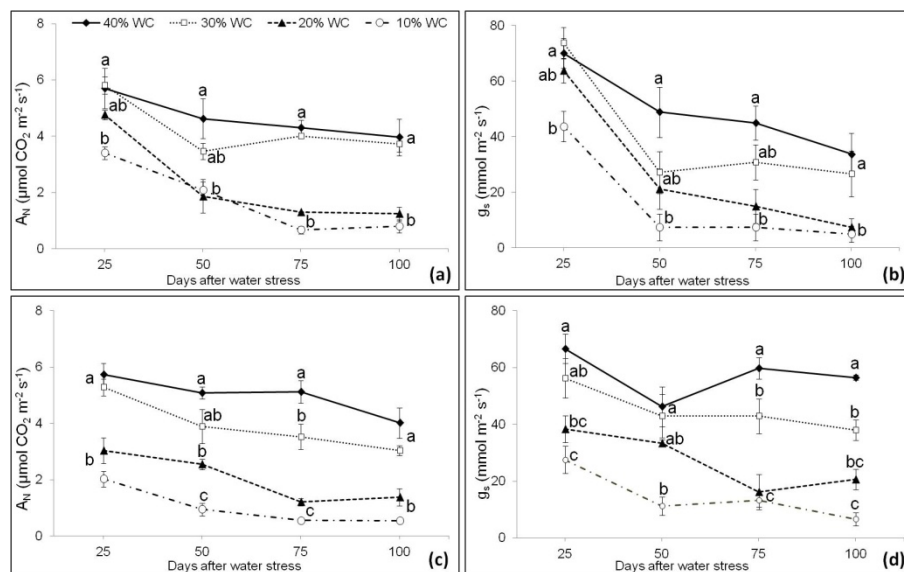 40% WC 30% WC 20% WC 10% WC
A_N (µmol CO₂ m⁻² s⁻¹)
8
6
4
2
0
a
ab
b
a
ab
b
a
b
a
b
25 50 75 100
Days after water stress
(a)
g_s (mmol m⁻² s⁻¹)
80
60
40
20
0
a
ab
b
a
ab
b
a
ab
b
a
b
25 50 75 100
Days after water stress
(b)
A_N (µmol CO₂ m⁻² s⁻¹)
8
6
4
2
0
a
b
a
ab
b
c
a
b
c
a
b
25 50 75 100
Days after water stress
(c)
g_s (mmol m⁻² s⁻¹)
80
60
40
20
0
a
ab
bc
c
a
ab
b
a
b
c
a
b
bc
c
25 50 75 100
Days after water stress
(d)